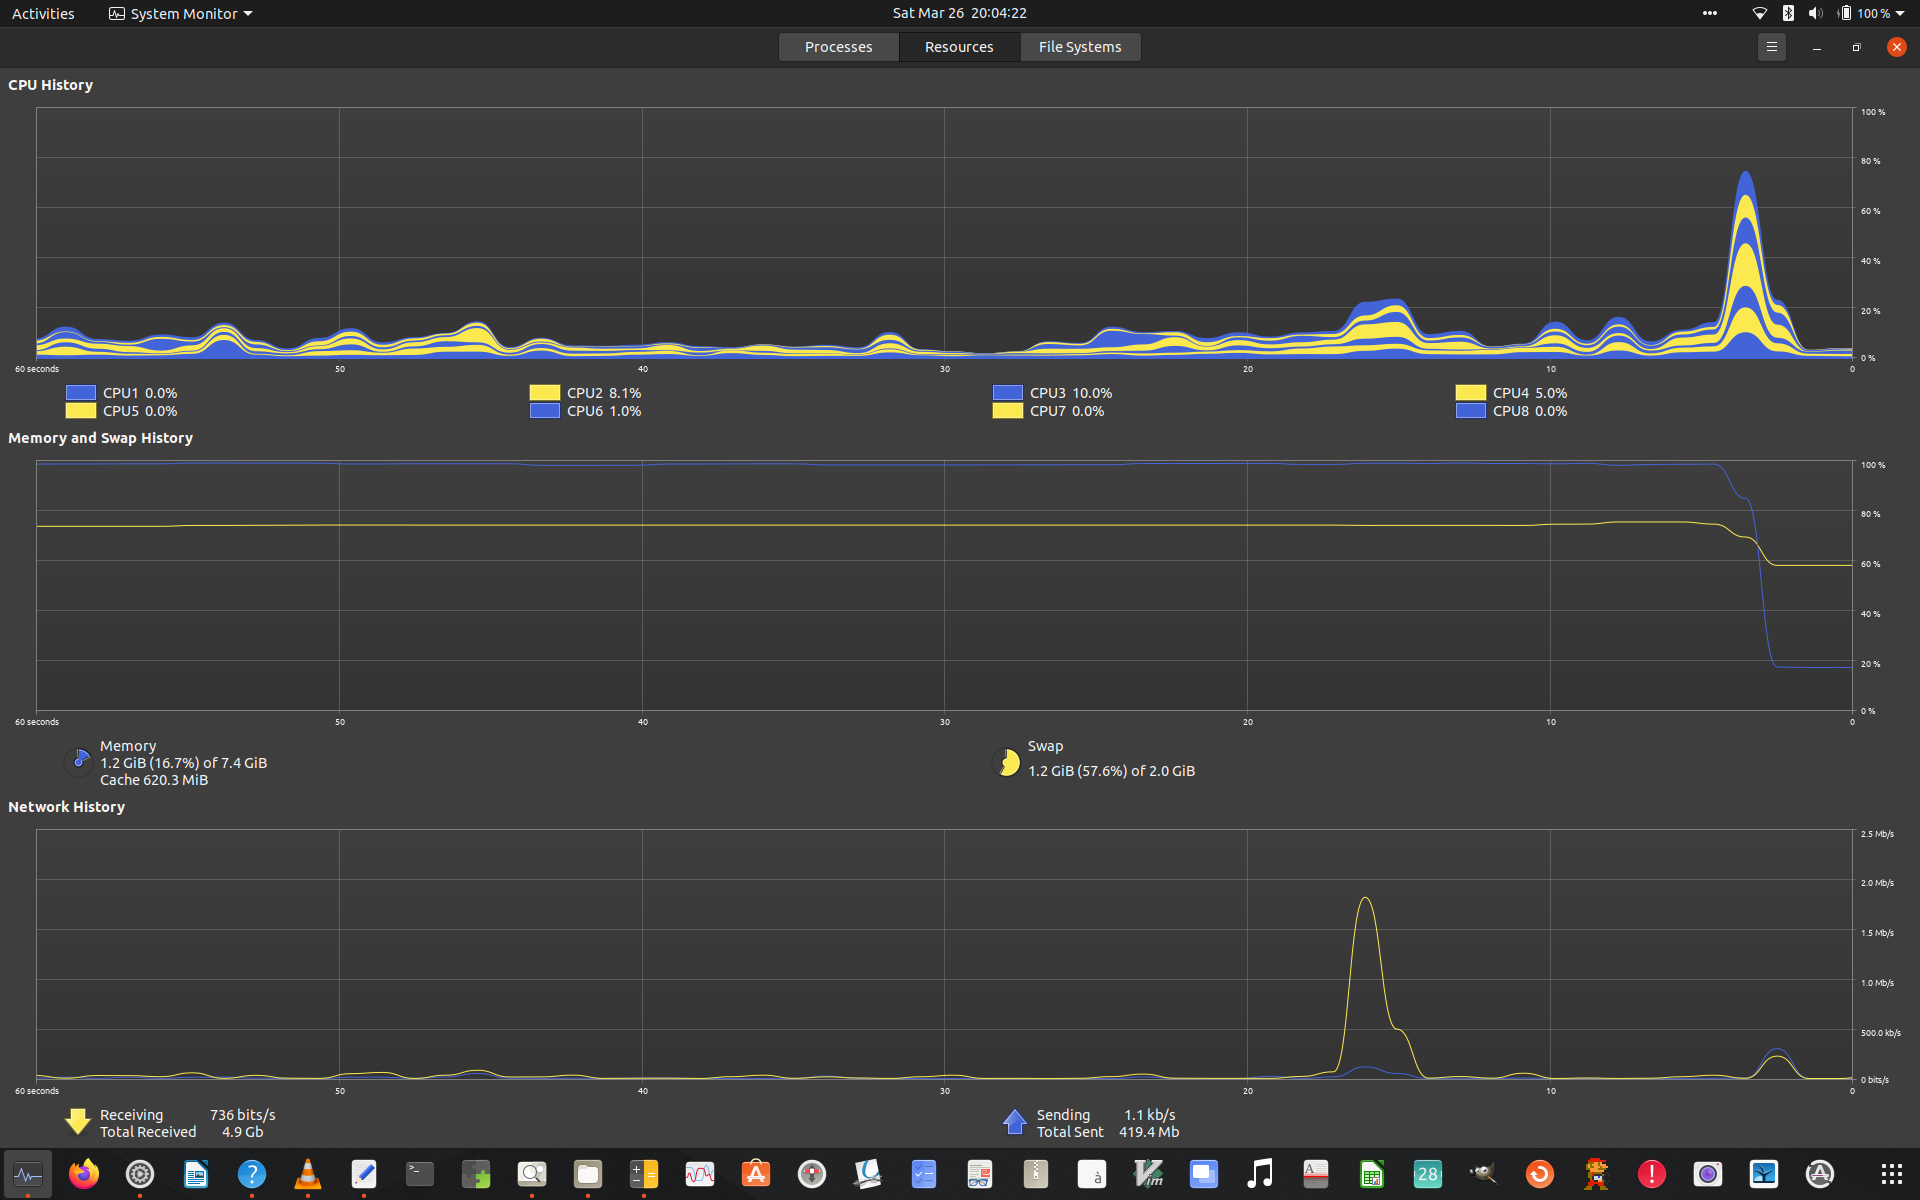 Activities System Monitor Sat Mar 26 20:04:22 100 %
Processes Resources File Systems
CPU History
100 %
80 %
60 %
40 %
20 %
0 %
60 seconds 50 40 30 20 10 0
CPU1 0.0% CPU2 8.1% CPU3 10.0% CPU4 5.0%
CPU5 0.0% CPU6 1.0% CPU7 0.0% CPU8 0.0%
Memory and Swap History
100 %
80 %
60 %
40 %
20 %
0 %
60 seconds 50 40 30 20 10 0
Memory
1.2 GiB (16.7%) of 7.4 GiB
Cache 620.3 MiB
Swap
1.2 GiB (57.6%) of 2.0 GiB
Network History
2.5 Mb/s
2.0 Mb/s
1.5 Mb/s
1.0 Mb/s
500.0 kb/s
0 bits/s
60 seconds 50 40 30 20 10 0
Receiving 736 bits/s
Total Received 4.9 Gb
Sending 1.1 kb/s
Total Sent 419.4 Mb
? >_ A à Vim A 28 !